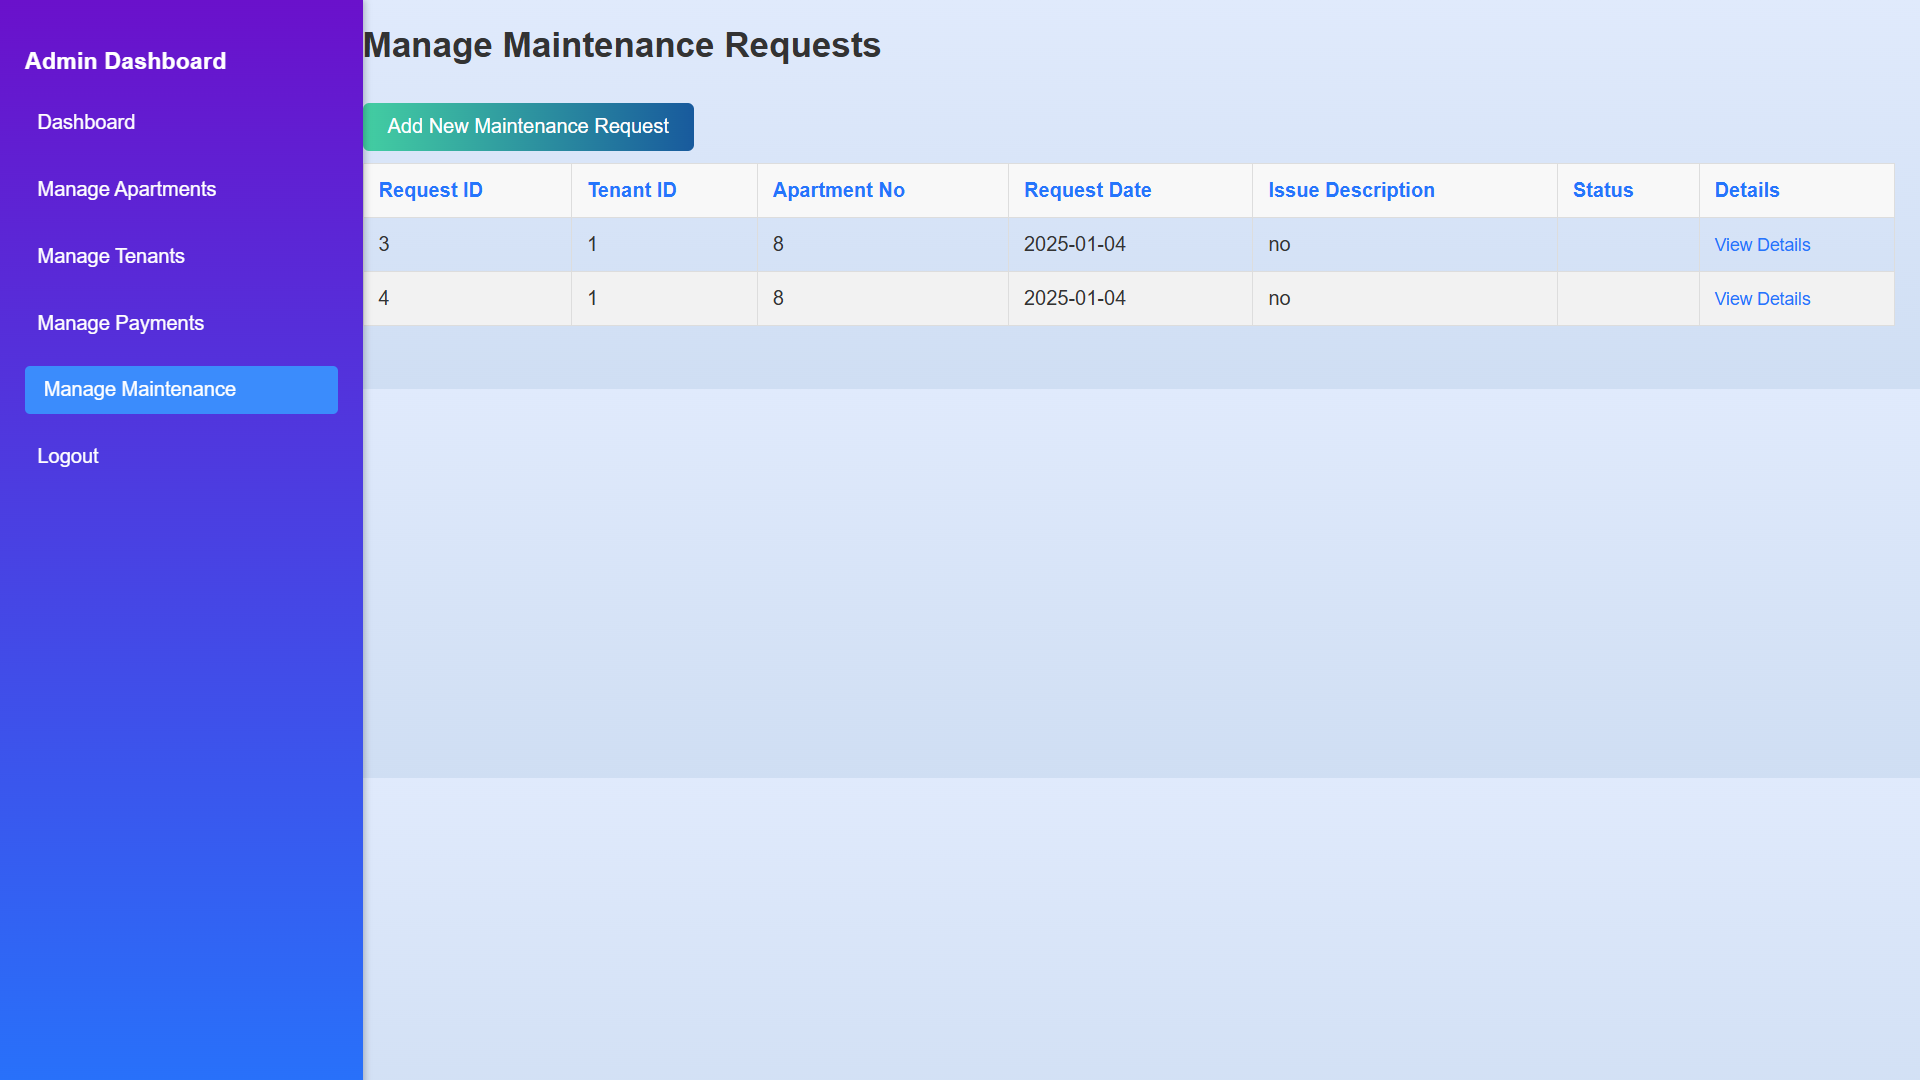 Admin Dashboard
Dashboard
Manage Apartments
Manage Tenants
Manage Payments
Manage Maintenance
Logout
Manage Maintenance Requests
Add New Maintenance Request
Request ID Tenant ID Apartment No Request Date Issue Description Status Details
3 1 8 2025-01-04 no View Details
4 1 8 2025-01-04 no View Details